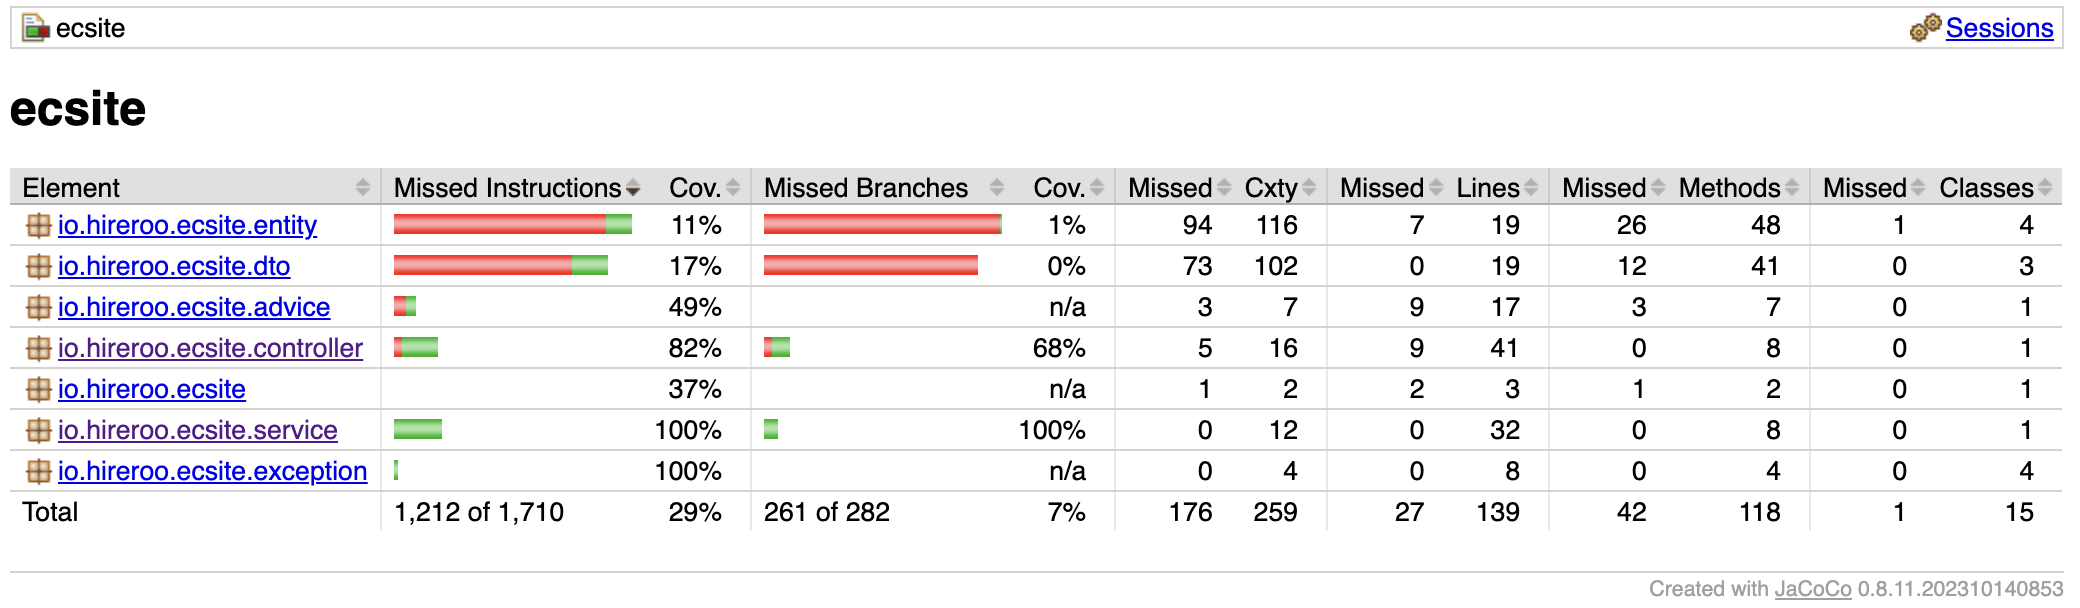 ecsite Sessions
ecsite
Element Missed Instructions Cov. Missed Branches Cov. Missed Cxty Missed Lines Missed Methods Missed Classes
io.hireroo.ecsite.entity 11% 1% 94 116 7 19 26 48 1 4
io.hireroo.ecsite.dto 17% 0% 73 102 0 19 12 41 0 3
io.hireroo.ecsite.advice 49% n/a 3 7 9 17 3 7 0 1
io.hireroo.ecsite.controller 82% 68% 5 16 9 41 0 8 0 1
io.hireroo.ecsite 37% n/a 1 2 2 3 1 2 0 1
io.hireroo.ecsite.service 100% 100% 0 12 0 32 0 8 0 1
io.hireroo.ecsite.exception 100% n/a 0 4 0 8 0 4 0 4
Total 1,212 of 1,710 29% 261 of 282 7% 176 259 27 139 42 118 1 15
Created with JaCoCo 0.8.11.202310140853